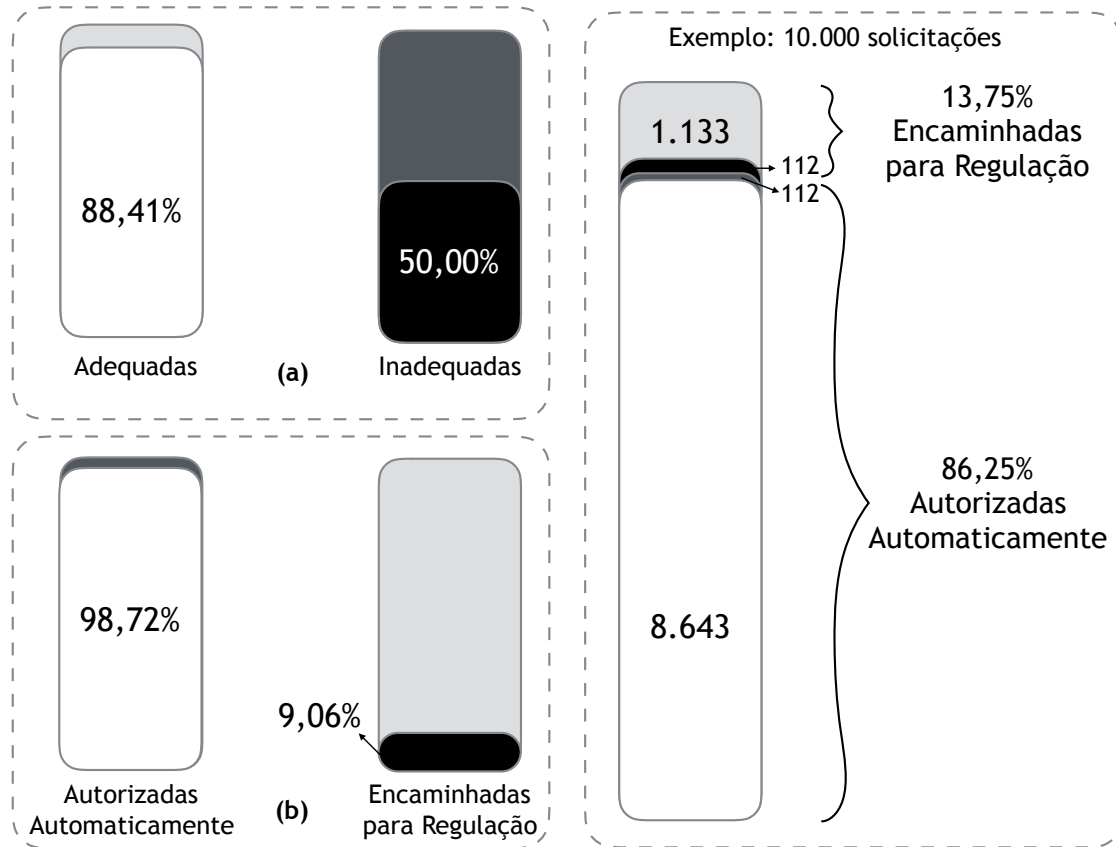 88,41%
50,00%
Adequadas
(a)
Inadequadas
98,72%
9,06%
Autorizadas
Automaticamente
(b)
Encaminhadas
para Regulação
Exemplo: 10.000 solicitações
1.133
112
112
13,75%
Encaminhadas
para Regulação
8.643
86,25%
Autorizadas
Automaticamente